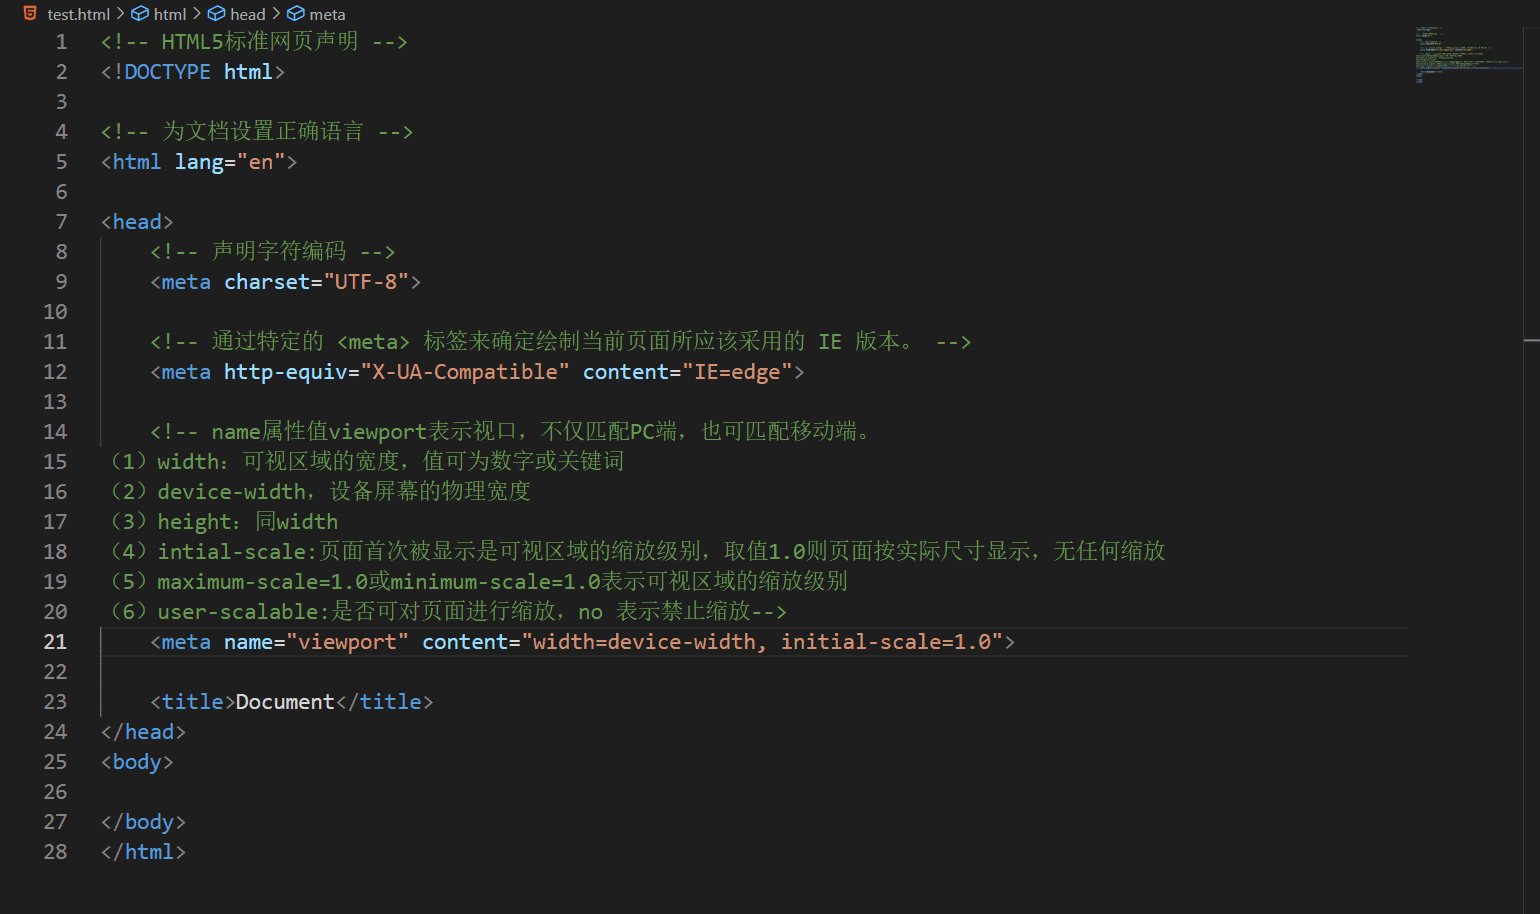 test.html > html > head > meta
1 <!-- HTML5标准网页声明 -->
2 <!DOCTYPE html>
3
4 <!-- 为文档设置正确语言 -->
5 <html lang="en">
6
7 <head>
8 <!-- 声明字符编码 -->
9 <meta charset="UTF-8">
10
11 <!-- 通过特定的 <meta> 标签来确定绘制当前页面所应该采用的 IE 版本。 -->
12 <meta http-equiv="X-UA-Compatible" content="IE=edge">
13
14 <!-- name属性值viewport表示视口，不仅匹配PC端，也可匹配移动端。
15 （1）width：可视区域的宽度，值可为数字或关键词
16 （2）device-width，设备屏幕的物理宽度
17 （3）height：同width
18 （4）intial-scale:页面首次被显示是可视区域的缩放级别，取值1.0则页面按实际尺寸显示，无任何缩放
19 （5）maximum-scale=1.0或minimum-scale=1.0表示可视区域的缩放级别
20 （6）user-scalable:是否可对页面进行缩放，no 表示禁止缩放-->
21 <meta name="viewport" content="width=device-width, initial-scale=1.0">
22
23 <title>Document</title>
24 </head>
25 <body>
26
27 </body>
28 </html>